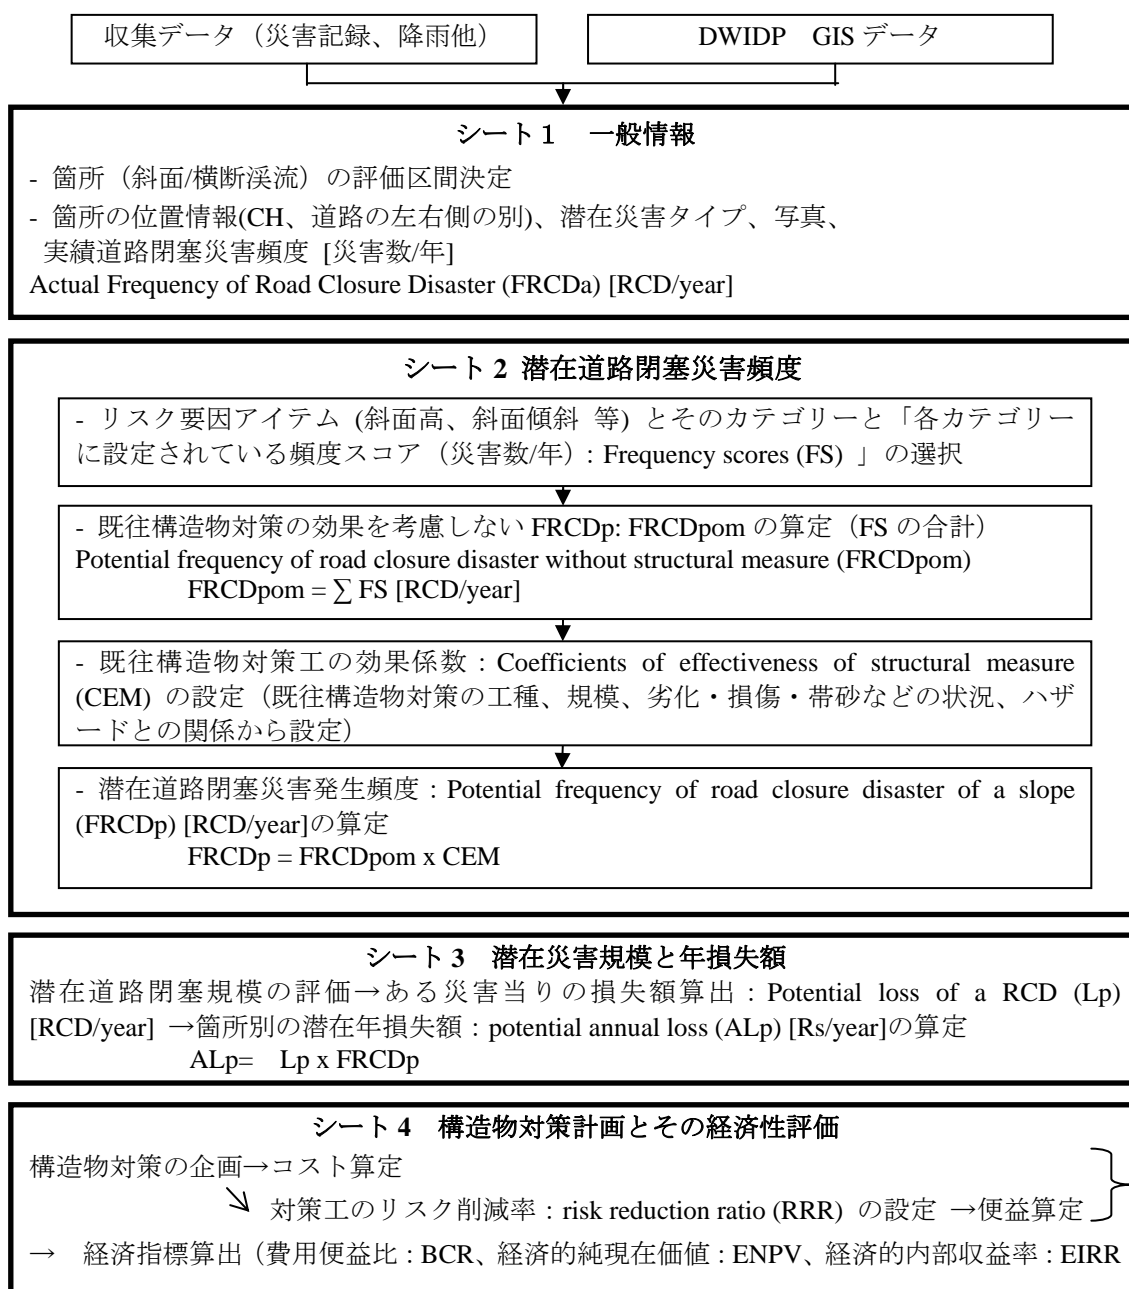 収集データ（災害記録、降雨他）
DWIDP　GIS データ
シート１　一般情報
- 箇所（斜面/横断渓流）の評価区間決定
- 箇所の位置情報(CH、道路の左右側の別)、潜在災害タイプ、写真、
実績道路閉塞災害頻度 [災害数/年]
Actual Frequency of Road Closure Disaster (FRCDa) [RCD/year]
シート 2 潜在道路閉塞災害頻度
- リスク要因アイテム (斜面高、斜面傾斜 等) とそのカテゴリーと「各カテゴリー
に設定されている頻度スコア（災害数/年）: Frequency scores (FS) 」の選択
- 既往構造物対策の効果を考慮しない FRCDp: FRCDpom の算定（FS の合計）
Potential frequency of road closure disaster without structural measure (FRCDpom)
FRCDpom = ∑ FS [RCD/year]
- 既往構造物対策工の効果係数：Coefficients of effectiveness of structural measure
(CEM) の設定（既往構造物対策の工種、規模、劣化・損傷・帯砂などの状況、ハザ
ードとの関係から設定）
- 潜在道路閉塞災害発生頻度：Potential frequency of road closure disaster of a slope
(FRCDp) [RCD/year]の算定
FRCDp = FRCDpom x CEM
シート 3　潜在災害規模と年損失額
潜在道路閉塞規模の評価→ある災害当りの損失額算出：Potential loss of a RCD (Lp)
[RCD/year] →箇所別の潜在年損失額：potential annual loss (ALp) [Rs/year]の算定
ALp=　Lp x FRCDp
シート 4　構造物対策計画とその経済性評価
構造物対策の企画→コスト算定
↘ 対策工のリスク削減率：risk reduction ratio (RRR) の設定 →便益算定
→　経済指標算出（費用便益比：BCR、経済的純現在価値：ENPV、経済的内部収益率：EIRR